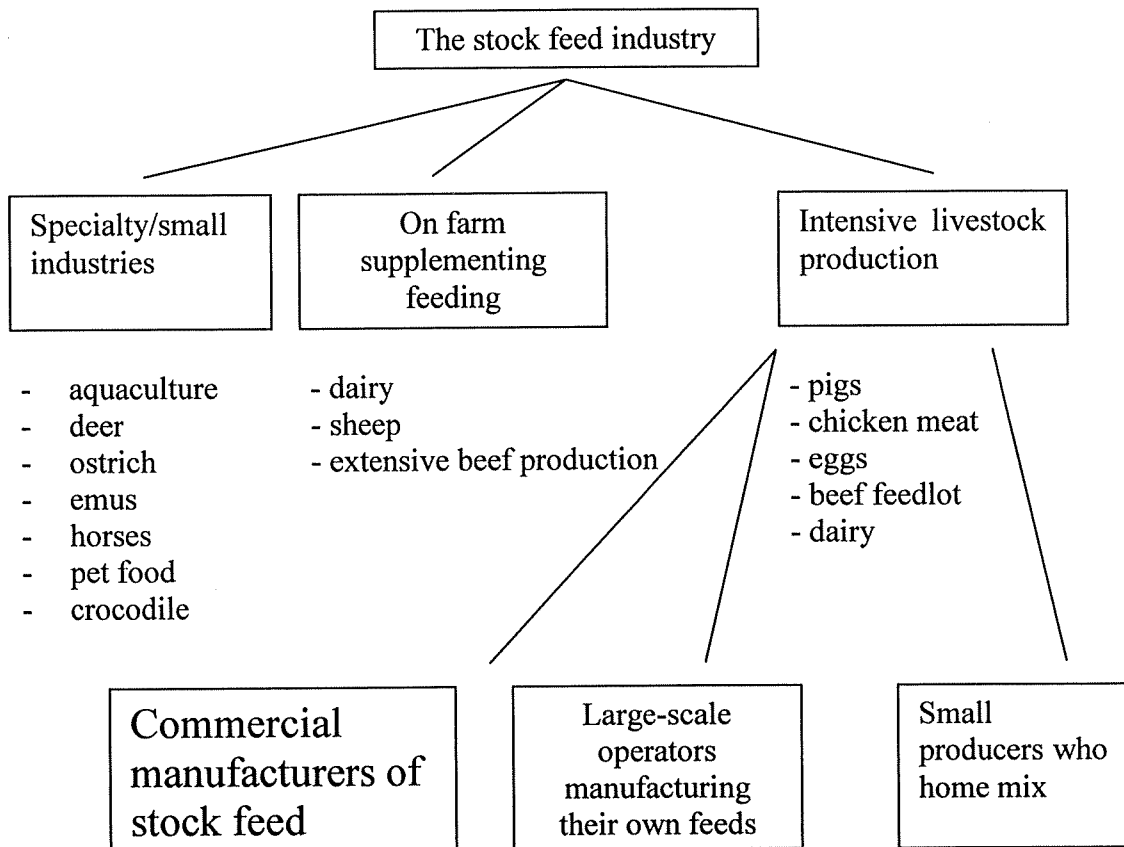 The stock feed industry
Specialty/small
industries
On farm
supplementing
feeding
Intensive livestock
production
- aquaculture
- deer
- ostrich
- emus
- horses
- pet food
- crocodile
- dairy
- sheep
- extensive beef production
- pigs
- chicken meat
- eggs
- beef feedlot
- dairy
Commercial
manufacturers of
stock feed
Large-scale
operators
manufacturing
their own feeds
Small
producers who
home mix